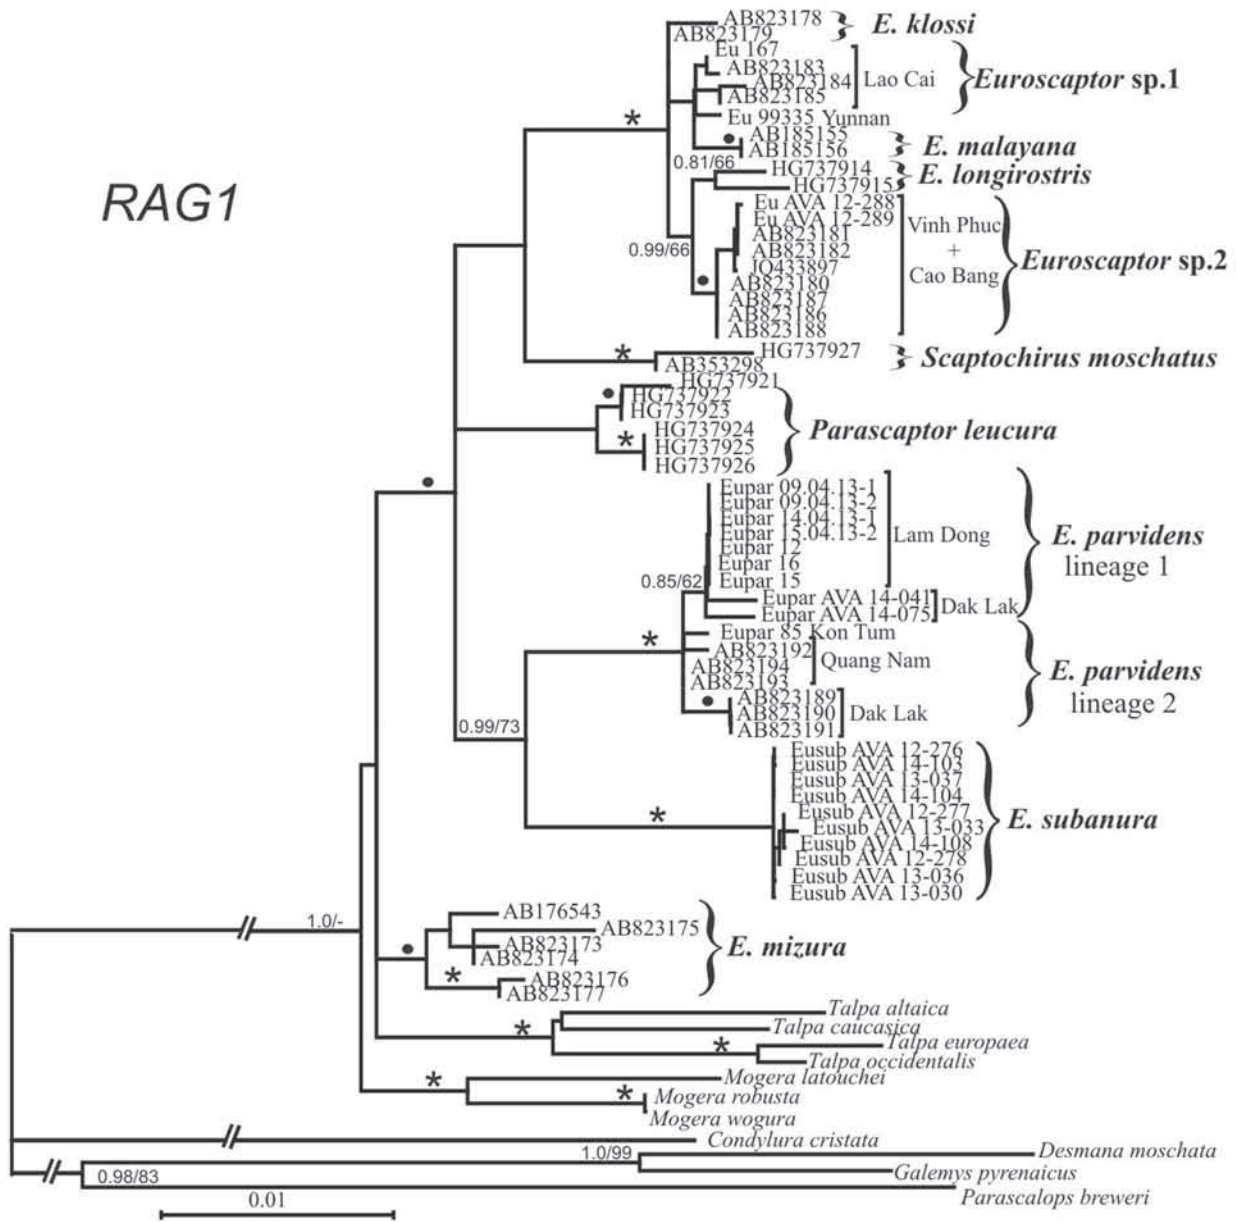 AB823178
E. klossi
AB823179
Eu 167
AB823183
AB823184
AB823185
Lao Cai
Euroscaptor sp.1
Eu 99335 Yunnan
AB185155
AB185156
E. malayana
0.81/66
HG737914
HG737915
E. longirostris
RAG1
Eu AVA 12-288
Eu AVA 12-289
AB823181
AB823182
JQ433897
AB823180
AB823187
AB823186
AB823188
Vinh Phuc
+
Cao Bang
Euroscaptor sp.2
0.99/66
HG737927
AB353298
Scaptochirus moschatus
HG737921
HG737922
HG737923
HG737924
HG737925
HG737926
Parascaptor leucura
Eupar 09.04.13-1
Eupar 09.04.13-2
Eupar 14.04.13-1
Eupar 15.04.13-2
Eupar 12
Eupar 16
Eupar 15
Lam Dong
0.85/62
Eupar AVA 14-041
Eupar AVA 14-075
Dak Lak
E. parvidens
lineage 1
Eupar 85 Kon Tum
AB823192
AB823194
AB823193
Quang Nam
AB823189
AB823190
AB823191
Dak Lak
E. parvidens
lineage 2
0.99/73
Eusub AVA 12-276
Eusub AVA 14-103
Eusub AVA 13-037
Eusub AVA 14-104
Eusub AVA 12-277
Eusub AVA 13-033
Eusub AVA 14-108
Eusub AVA 12-278
Eusub AVA 13-036
Eusub AVA 13-030
E. subanura
1.0/-
AB176543
AB823175
AB823173
AB823174
AB823176
AB823177
E. mizura
Talpa altaica
Talpa caucasica
Talpa europaea
Talpa occidentalis
Mogera latouchei
Mogera robusta
Mogera wogura
Condylura cristata
1.0/99
Desmana moschata
Galemys pyrenaicus
0.98/83
Parascalops breweri
0.01